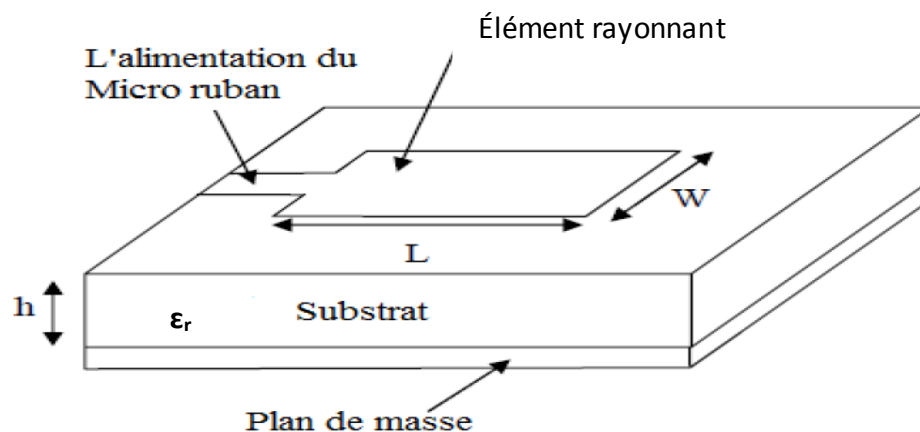 Élément rayonnant
L'alimentation du
Micro ruban
W
L
h
εr
Substrat
Plan de masse